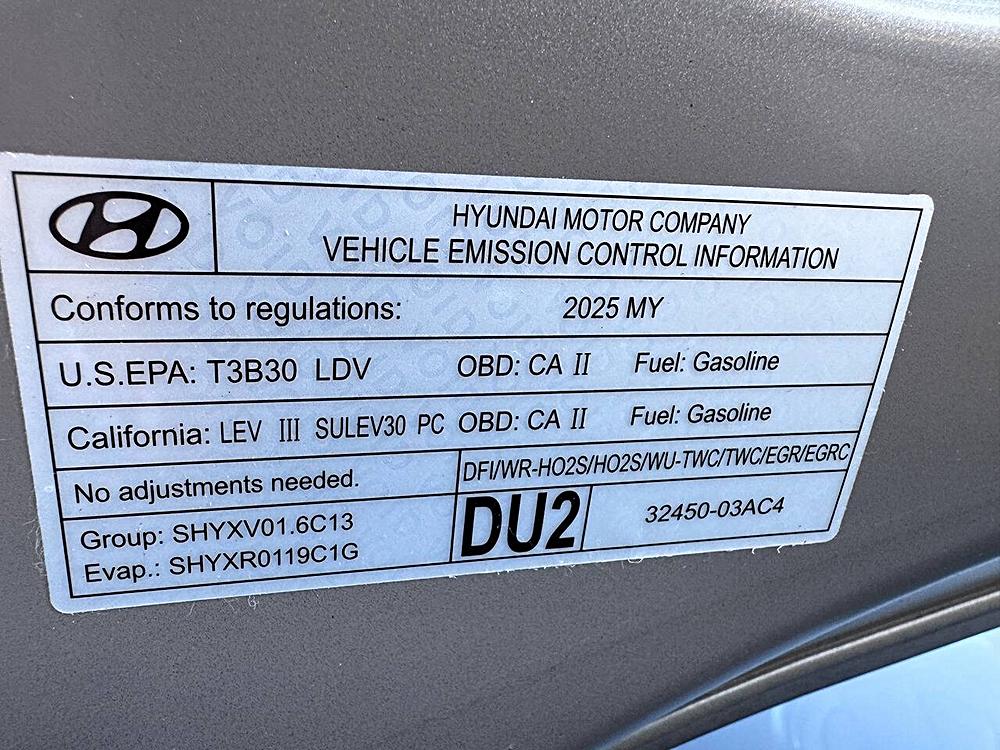 HYUNDAI MOTOR COMPANY
VEHICLE EMISSION CONTROL INFORMATION
Conforms to regulations: 2025 MY
U.S.EPA: T3B30 LDV OBD: CA II Fuel: Gasoline
California: LEV III SULEV30 PC OBD: CA II Fuel: Gasoline
No adjustments needed.
DFI/WR-HO2S/HO2S/WU-TWC/TWC/EGR/EGRC
Group: SHYXV01.6C13
Evap.: SHYXR0119C1G
DU2
32450-03AC4